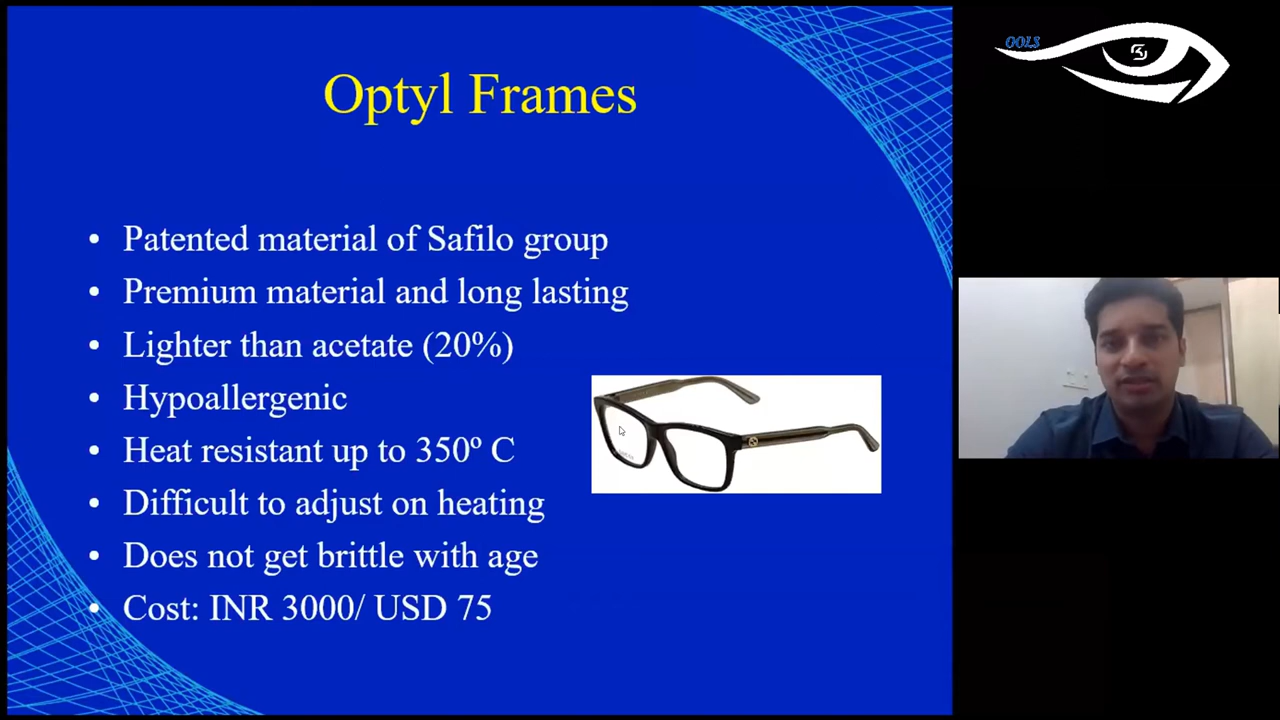 Optyl Frames
OOLS
• Patented material of Safilo group
• Premium material and long lasting
• Lighter than acetate (20%)
• Hypoallergenic
• Heat resistant up to 350º C
• Difficult to adjust on heating
• Does not get brittle with age
• Cost: INR 3000/ USD 75